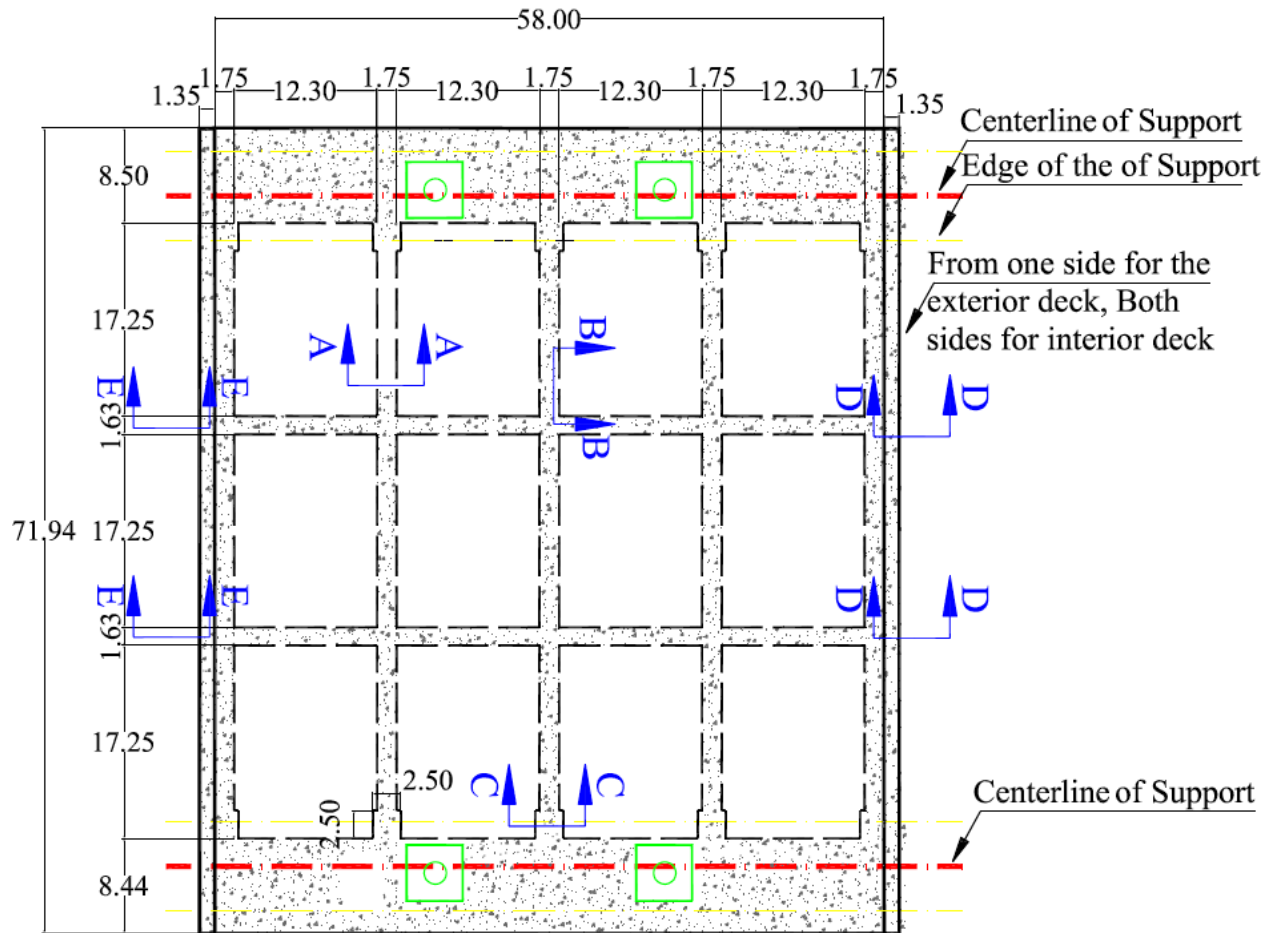 58.00
1.35 1.75 12.30 1.75 12.30 1.75 12.30 1.75 12.30 1.75 1.35
Centerline of Support
Edge of the of Support
8.50
From one side for the
exterior deck, Both
sides for interior deck
17.25
A A B
E E D D
1.63
B
71.94 17.25
E E D D
1.63
17.25
C C
2.50
2.50
Centerline of Support
8.44